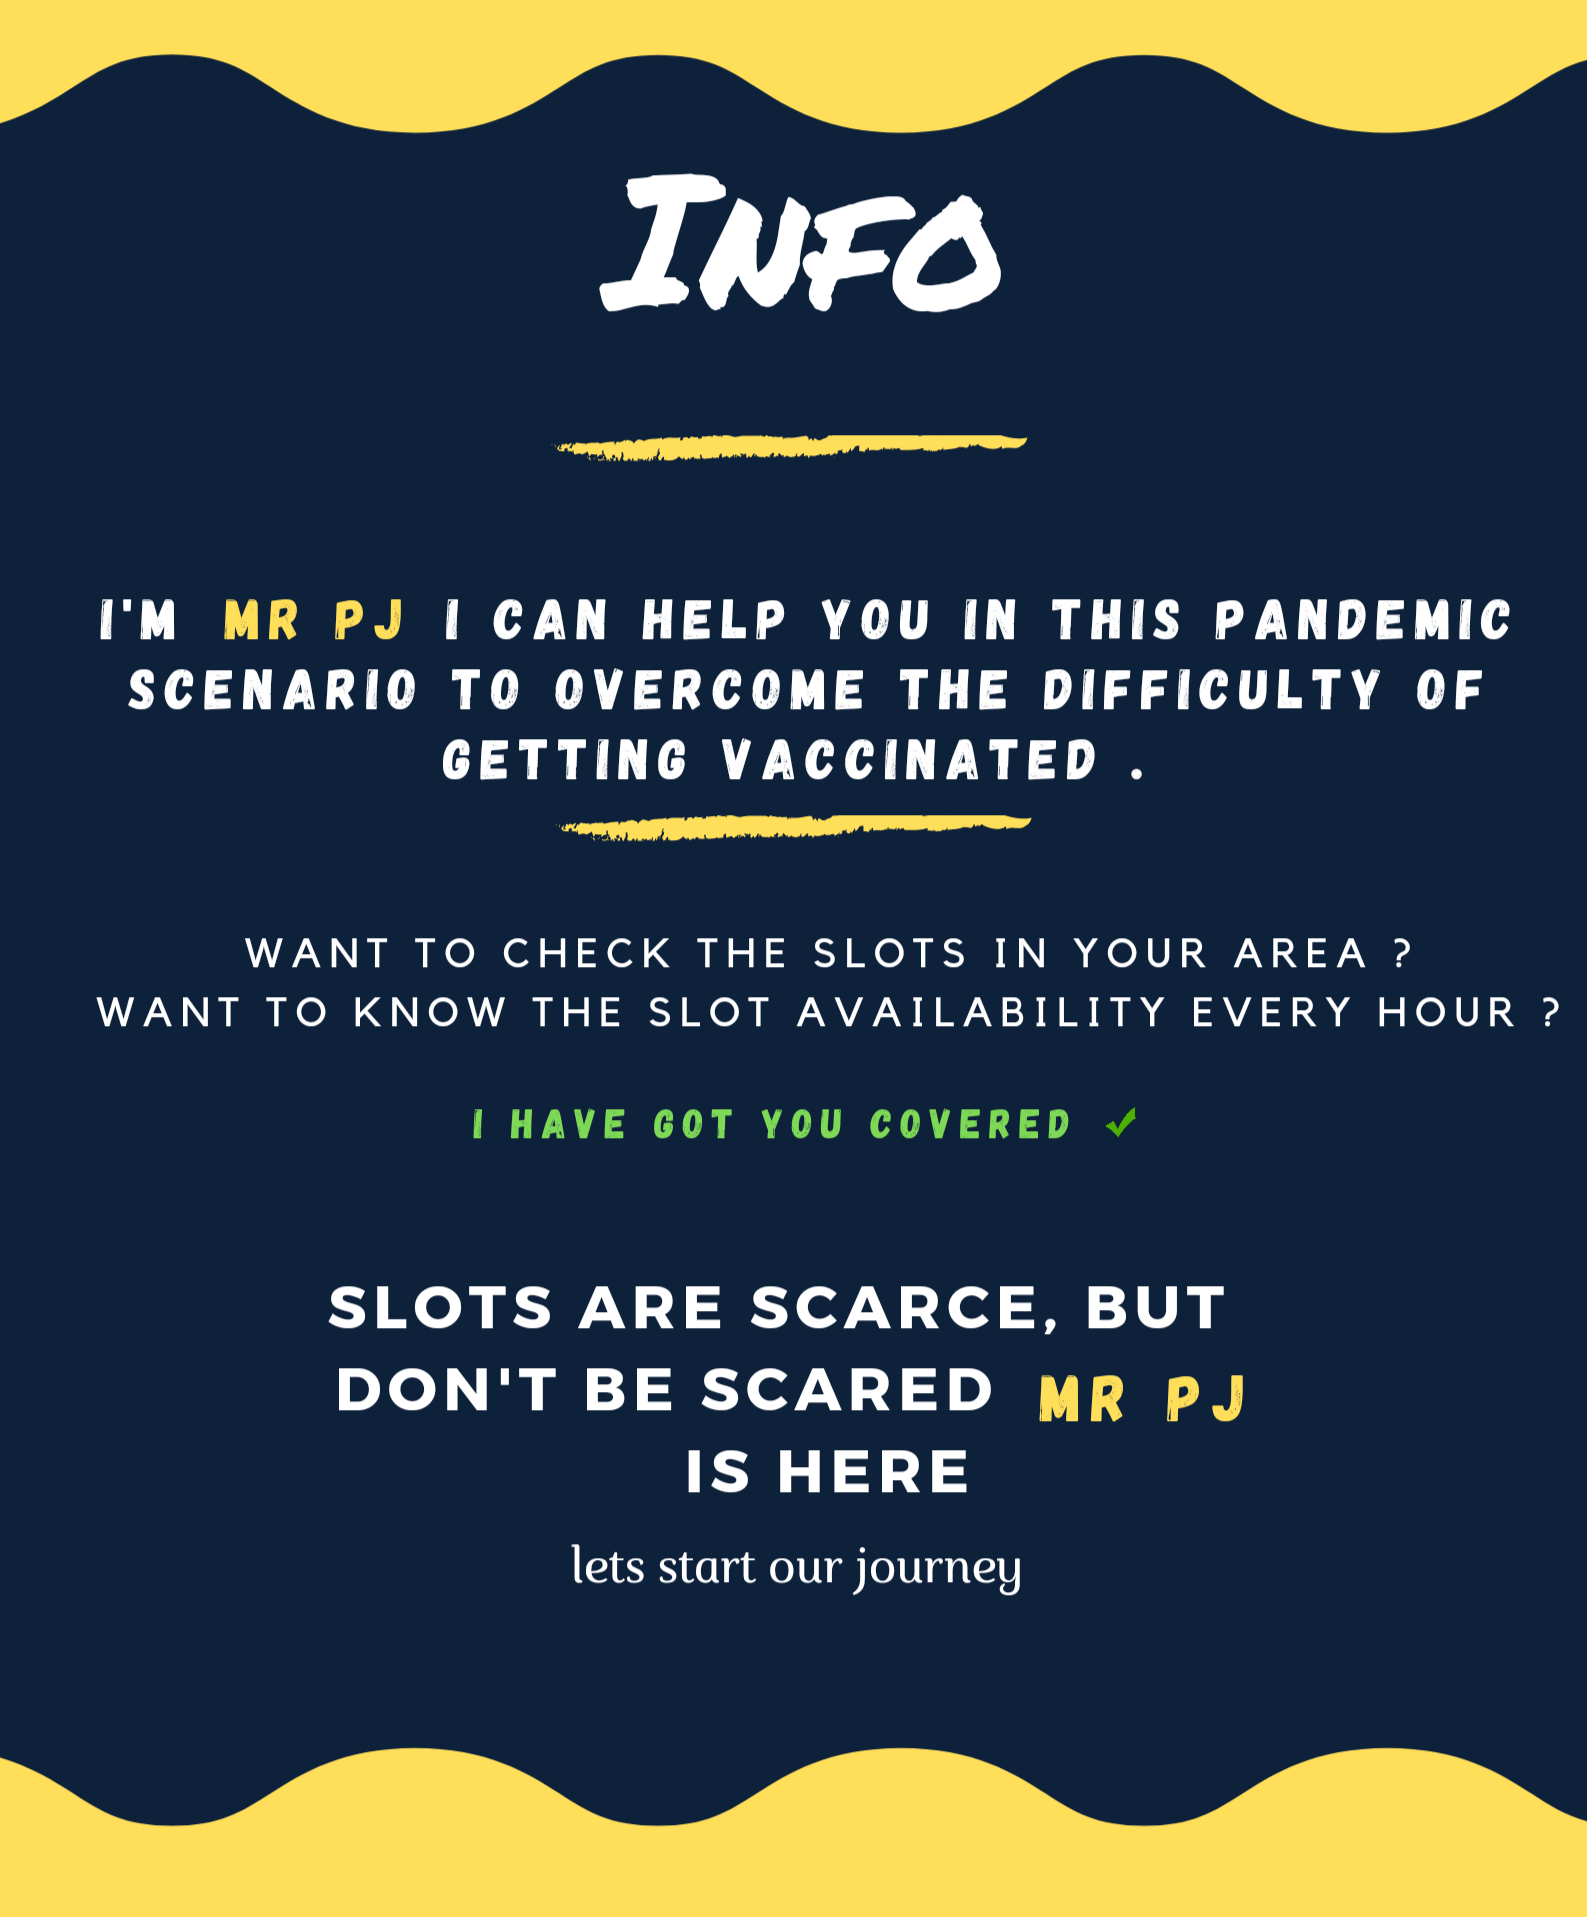 INFO
I'M MR PJ I CAN HELP YOU IN THIS PANDEMIC
SCENARIO TO OVERCOME THE DIFFICULTY OF
GETTING VACCINATED .
WANT TO CHECK THE SLOTS IN YOUR AREA ?
WANT TO KNOW THE SLOT AVAILABILITY EVERY HOUR ?
I HAVE GOT YOU COVERED ✓
SLOTS ARE SCARCE, BUT
DON'T BE SCARED MR PJ
IS HERE
lets start our journey